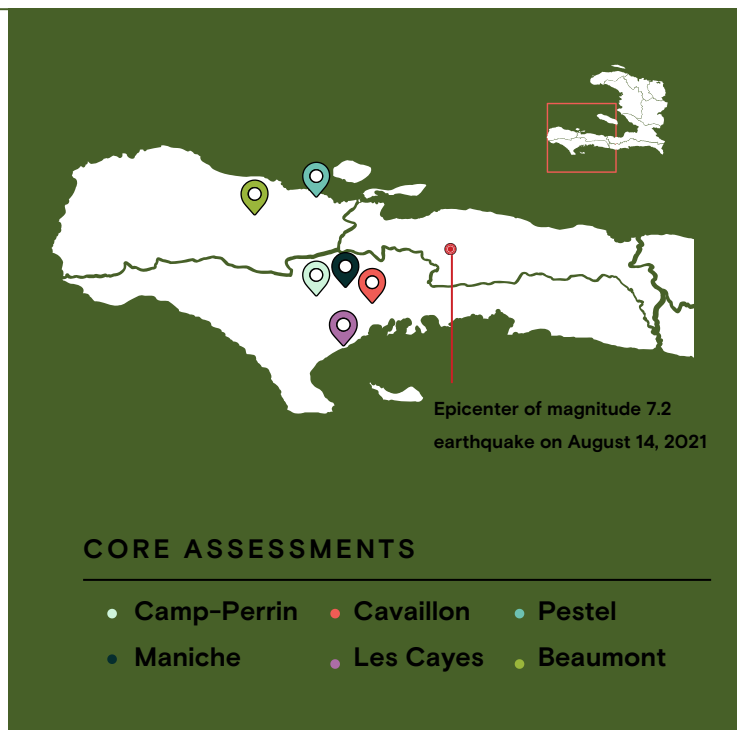 Epicenter of magnitude 7.2
earthquake on August 14, 2021
CORE ASSESSMENTS
Camp-Perrin
Cavaillon
Pestel
Maniche
Les Cayes
Beaumont